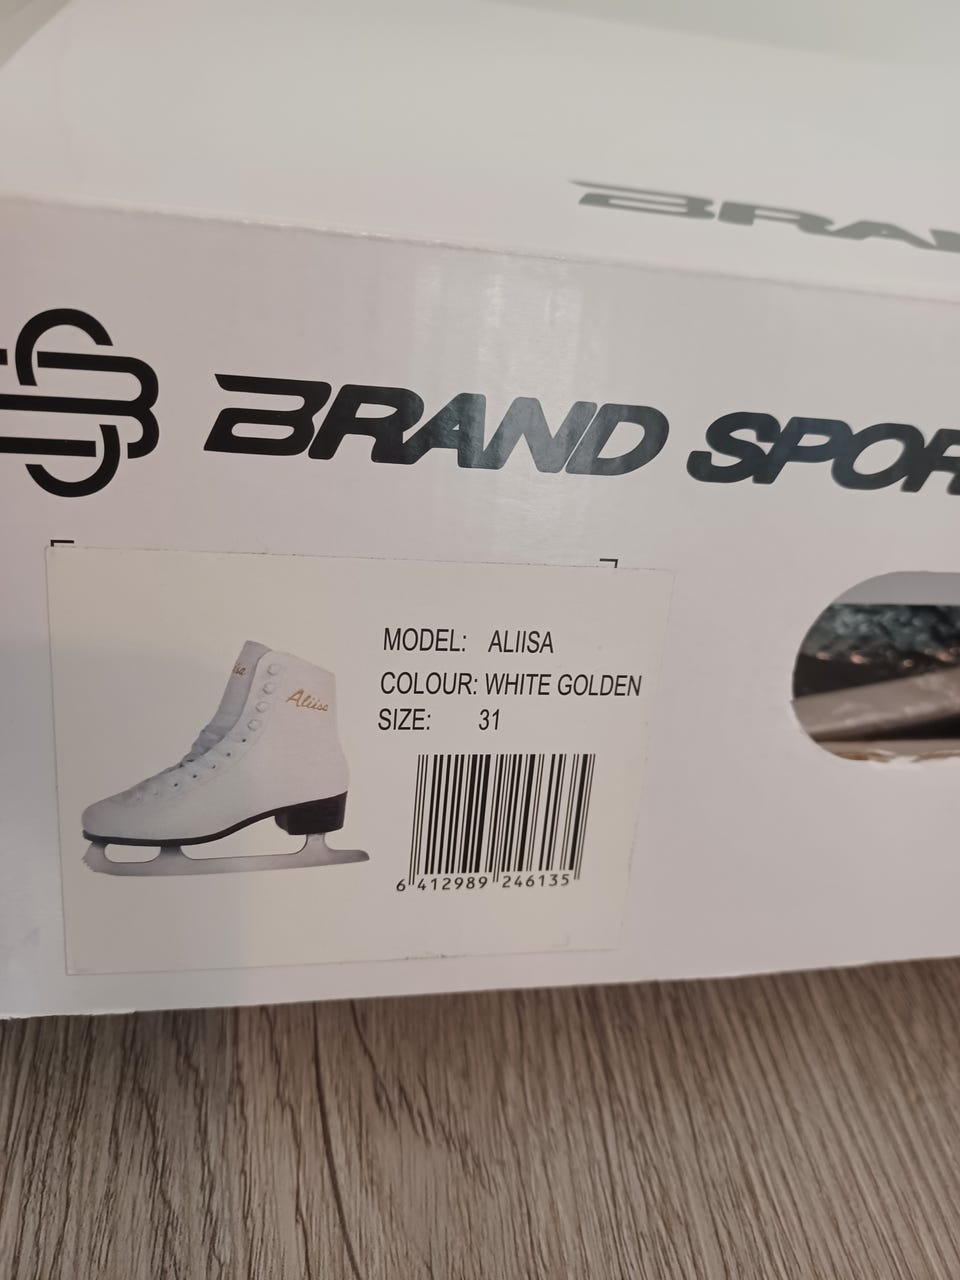 BRAND SPOR
MODEL: ALIISA
COLOUR: WHITE GOLDEN
SIZE: 31
Aliisa
6 412989 246135